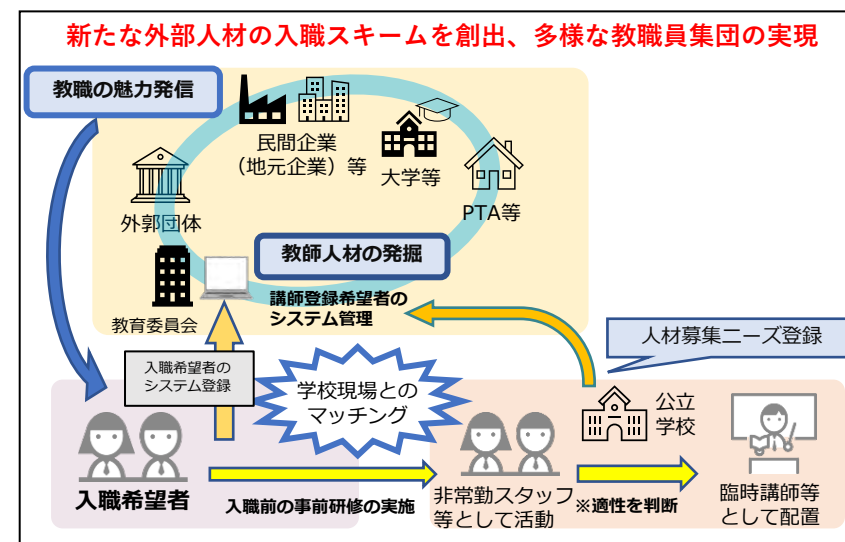 新たな外部人材の入職スキームを創出、多様な教職員集団の実現
教職の魅力発信
民間企業
（地元企業）等
大学等
PTA等
外郭団体
教師人材の発掘
教育委員会
講師登録希望者の
システム管理
人材募集ニーズ登録
入職希望者の
システム登録
学校現場との
マッチング
公立
学校
入職希望者
入職前の事前研修の実施
非常勤スタッフ
等として活動
※適性を判断
臨時講師等
として配置